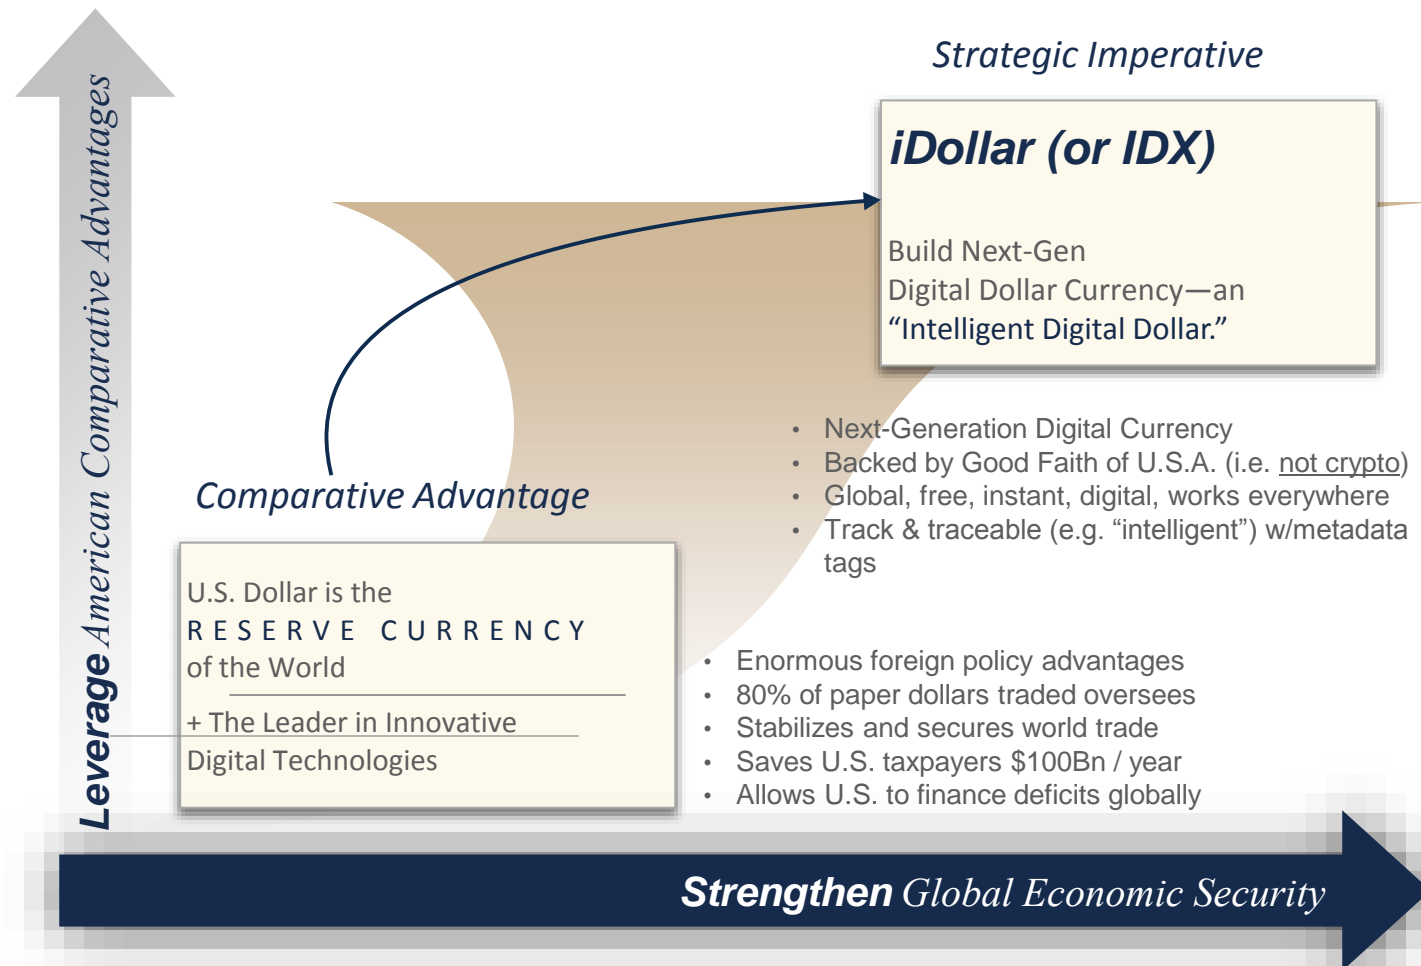 Strategic Imperative
iDollar (or IDX)
Build Next-Gen
Digital Dollar Currency—an
“Intelligent Digital Dollar.”
• Next-Generation Digital Currency
• Backed by Good Faith of U.S.A. (i.e. not crypto)
• Global, free, instant, digital, works everywhere
• Track & traceable (e.g. “intelligent”) w/metadata
tags
Comparative Advantage
U.S. Dollar is the
RESERVE CURRENCY
of the World
+ The Leader in Innovative
Digital Technologies
• Enormous foreign policy advantages
• 80% of paper dollars traded oversees
• Stabilizes and secures world trade
• Saves U.S. taxpayers $100Bn / year
• Allows U.S. to finance deficits globally
Leverage American Comparative Advantages
Strengthen Global Economic Security